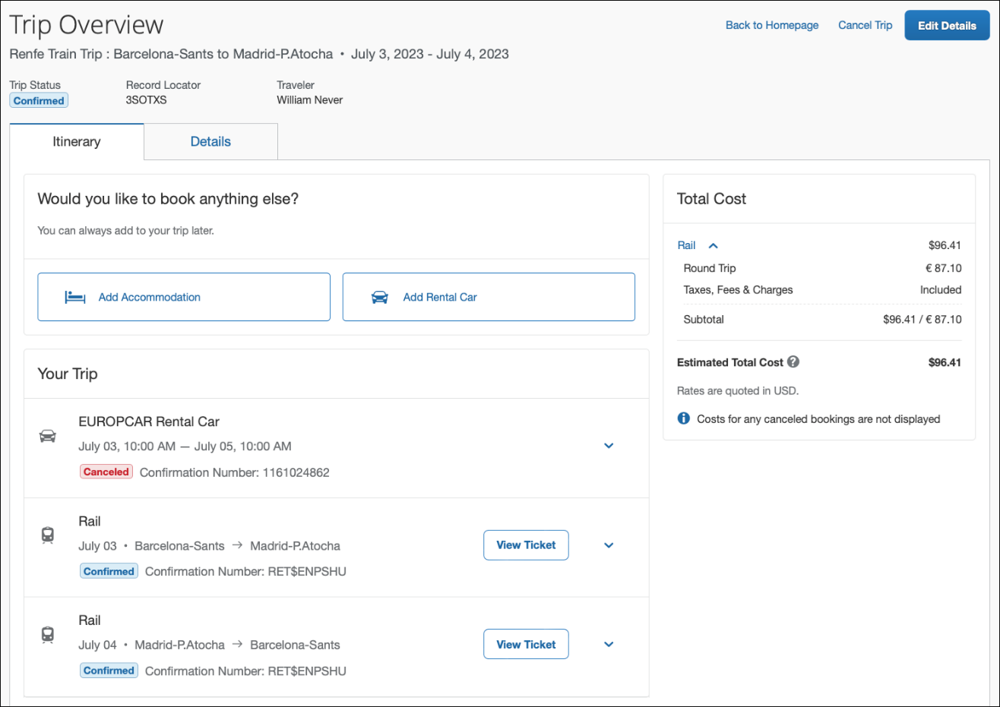 Trip Overview
Back to Homepage
Cancel Trip
Edit Details
Renfe Train Trip : Barcelona-Sants to Madrid-P.Atocha • July 3, 2023 - July 4, 2023
Trip Status
Confirmed
Record Locator
3SOTXS
Traveler
William Never
Itinerary
Details
Would you like to book anything else?
You can always add to your trip later.
Add Accommodation
Add Rental Car
Your Trip
EUROPCAR Rental Car
July 03, 10:00 AM — July 05, 10:00 AM
Canceled Confirmation Number: 1161024862
Rail
July 03 • Barcelona-Sants → Madrid-P.Atocha
Confirmed Confirmation Number: RET$ENPSHU
View Ticket
Rail
July 04 • Madrid-P.Atocha → Barcelona-Sants
Confirmed Confirmation Number: RET$ENPSHU
View Ticket
Total Cost
Rail $96.41
Round Trip € 87.10
Taxes, Fees & Charges Included
Subtotal $96.41 / € 87.10
Estimated Total Cost ? $96.41
Rates are quoted in USD.
Costs for any canceled bookings are not displayed